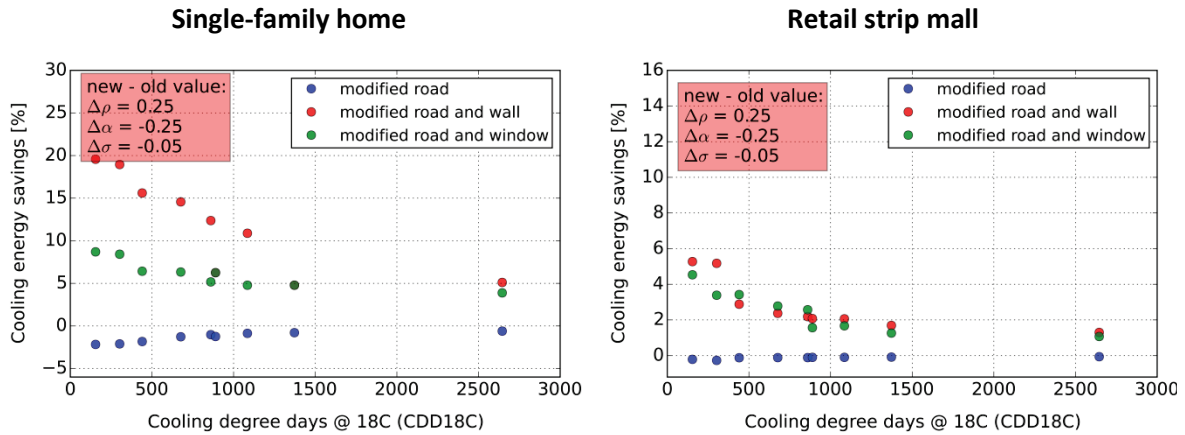 Single-family home
Retail strip mall
30
25
20
15
10
5
0
−5
Cooling energy savings [%]
new - old value:
Δρ = 0.25
Δα = -0.25
Δσ = -0.05
modified road
modified road and wall
modified road and window
0
500
1000
1500
2000
2500
3000
Cooling degree days @ 18C (CDD18C)
16
14
12
10
8
6
4
2
0
Cooling energy savings [%]
new - old value:
Δρ = 0.25
Δα = -0.25
Δσ = -0.05
modified road
modified road and wall
modified road and window
0
500
1000
1500
2000
2500
3000
Cooling degree days @ 18C (CDD18C)